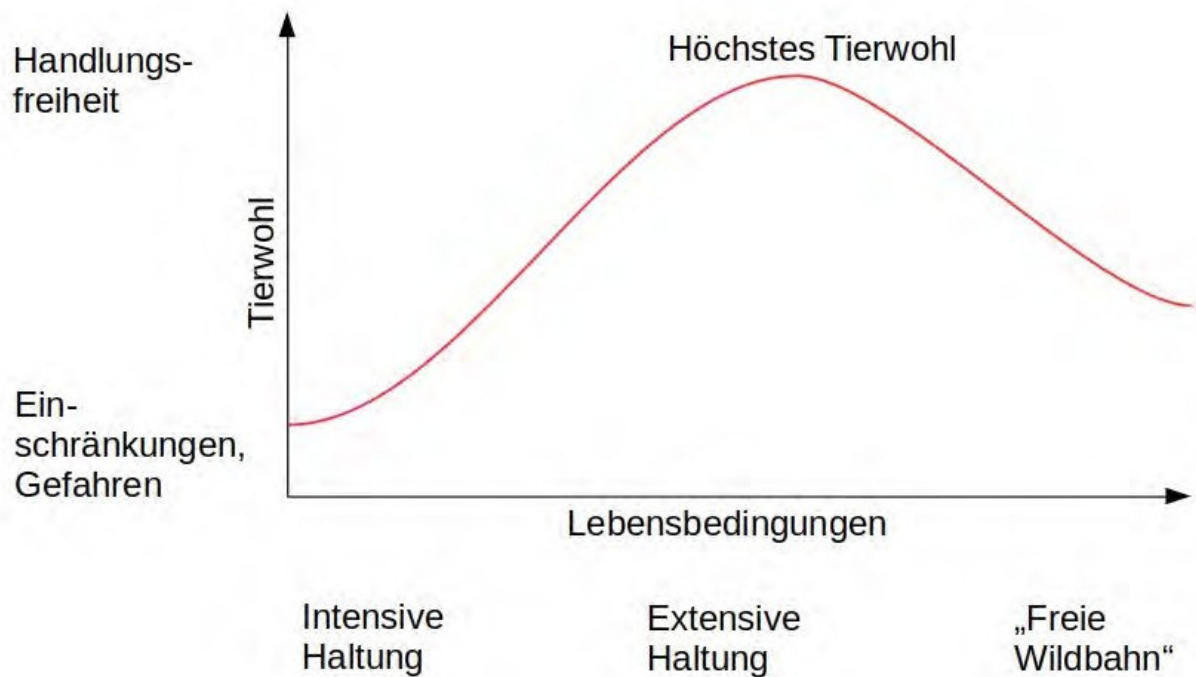 Handlungs-
freiheit
Höchstes Tierwohl
Tierwohl
Ein-
schränkungen,
Gefahren
Lebensbedingungen
Intensive
Haltung
Extensive
Haltung
„Freie
Wildbahn“